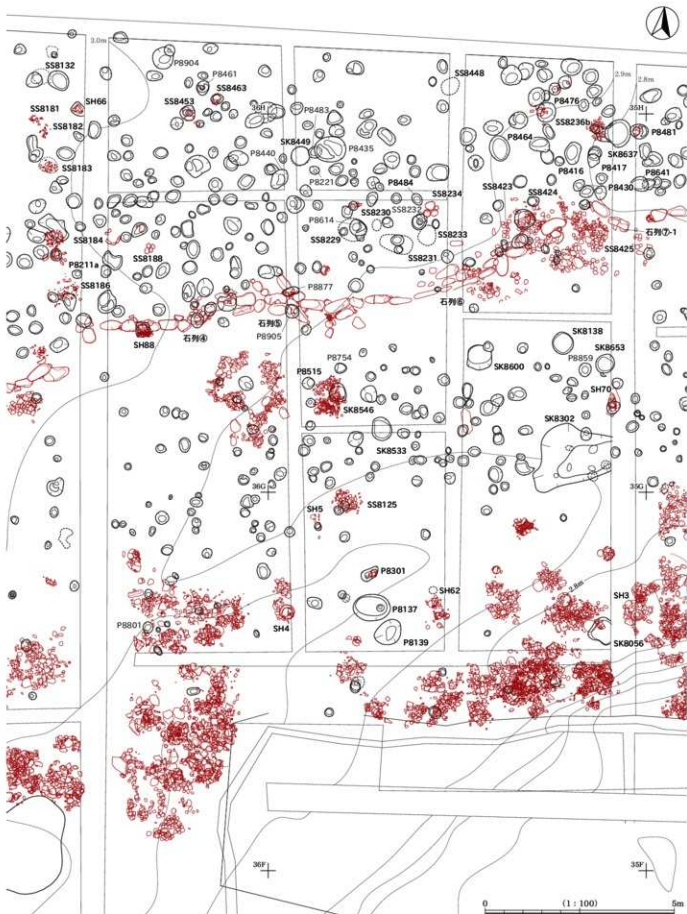 3.0m
SS8132
P8904
P8461
SS8463
SS8453
SS8448
2.9m
2.8m
36H
35H
SS8181
SH66
SS8182
SS8183
P8483
SK8449
P8435
P8440
P8221
P8484
P8476
SS8236b
P8464
P8481
SK8637
P8417
P8416
P8641
P8430
SS8234
SS8423
SS8424
P8614
SS8230
SS8232
SS8233
SS8229
SS8231
SS8425
石列⑦-1
SS8184
SS8188
P8211a
SS8186
P8877
石列⑥
SH88
石列④
石列⑤
P8905
SK8138
P8754
P8515
SK8600
P8859
SK8653
SH70
SK8546
SK8302
SK8533
36G
35G
SS8125
SH5
P8301
SH62
2.8m
SH3
P8801
SH4
P8137
P8139
SK8056
36F
35F
0
(1：100)
5m